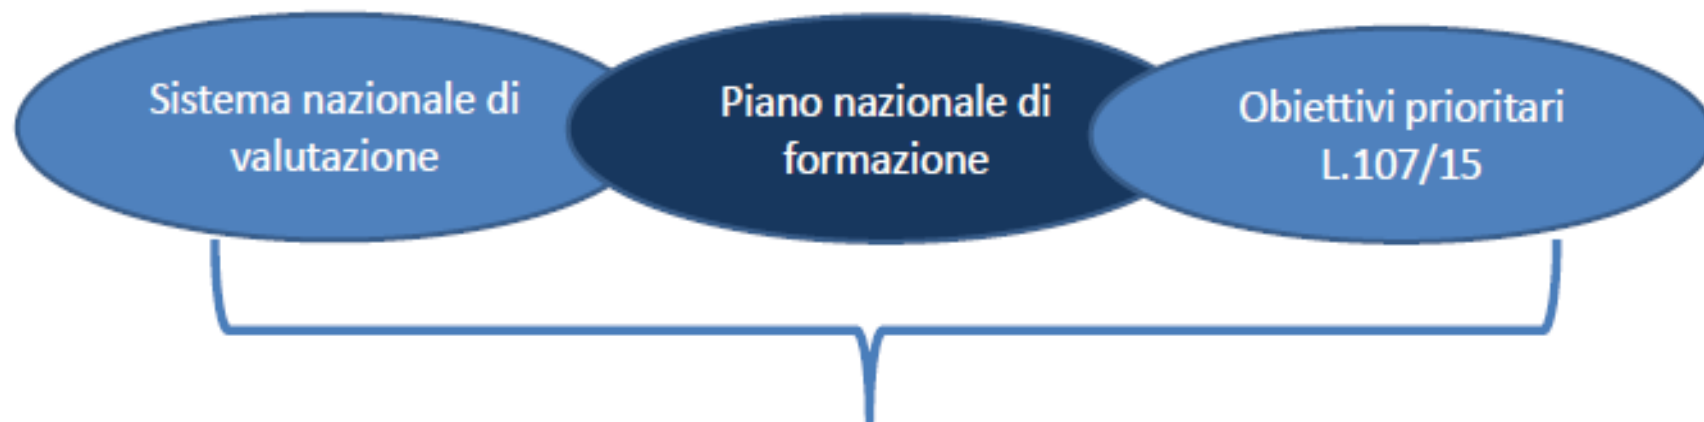 Sistema nazionale di
valutazione
Piano nazionale di
formazione
Obiettivi prioritari
L.107/15